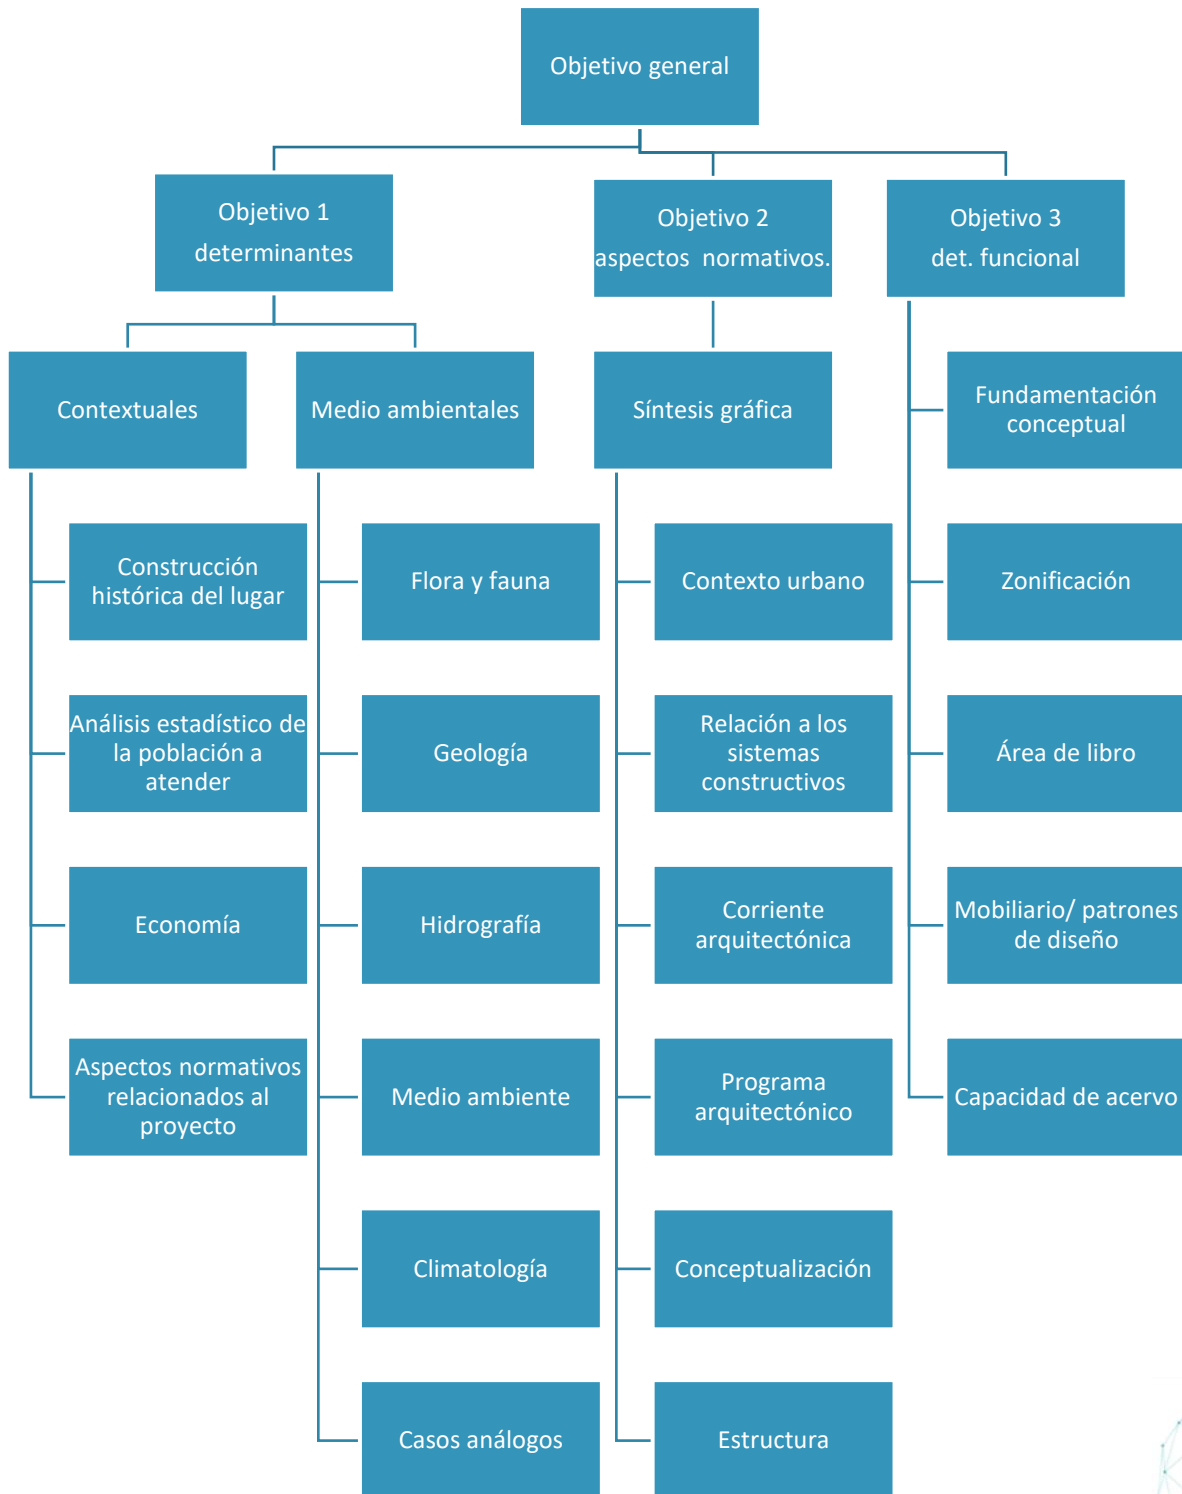 Objetivo general
Objetivo 1
determinantes
Objetivo 2
aspectos normativos.
Objetivo 3
det. funcional
Contextuales
Medio ambientales
Síntesis gráfica
Fundamentación
conceptual
Construcción
histórica del lugar
Flora y fauna
Contexto urbano
Zonificación
Análisis estadístico de
la población a
atender
Geología
Relación a los
sistemas
constructivos
Área de libro
Economía
Hidrografía
Corriente
arquitectónica
Mobiliario/ patrones
de diseño
Aspectos normativos
relacionados al
proyecto
Medio ambiente
Programa
arquitectónico
Capacidad de acervo
Climatología
Conceptualización
Casos análogos
Estructura